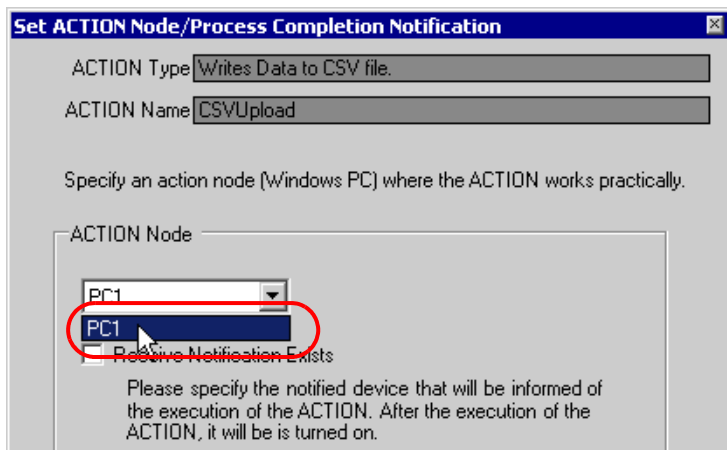 Set ACTION Node/Process Completion Notification
ACTION Type Writes Data to CSV file.
ACTION Name CSVUpload
Specify an action node (Windows PC) where the ACTION works practically.
ACTION Node
PC1
PC1
Receive Notification Exists
Please specify the notified device that will be informed of
the execution of the ACTION. After the execution of the
ACTION, it will be is turned on.